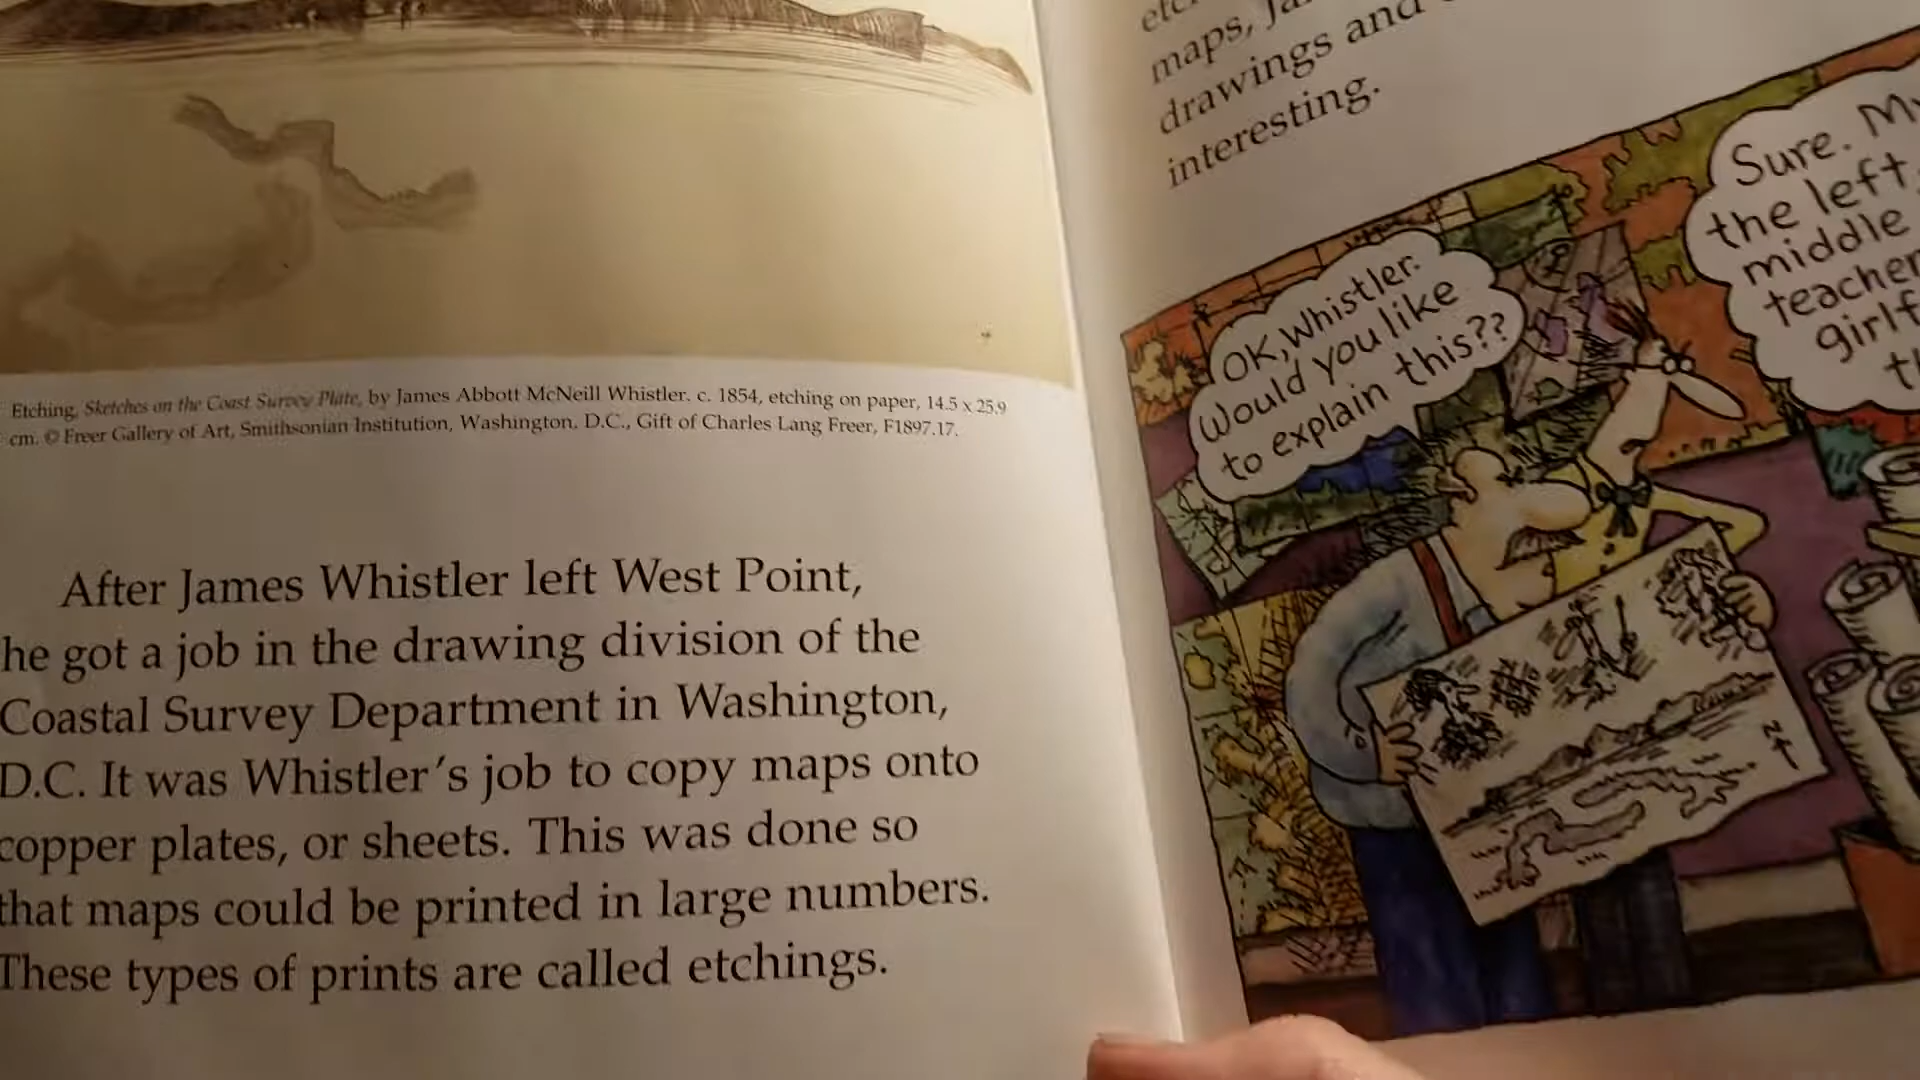 Etching, Sketches on the Coast Survey Plate, by James Abbott McNeill Whistler. c. 1854, etching on paper, 14.5 x 25.9
cm. © Freer Gallery of Art, Smithsonian Institution, Washington, D.C., Gift of Charles Lang Freer, F1897.17.
After James Whistler left West Point,
he got a job in the drawing division of the
Coastal Survey Department in Washington,
D.C. It was Whistler's job to copy maps onto
copper plates, or sheets. This was done so
that maps could be printed in large numbers.
These types of prints are called etchings.
maps,
drawings and
interesting.
OK, Whistler.
Would you like
to explain this??
Sure. My
the left,
middle
teacher
N